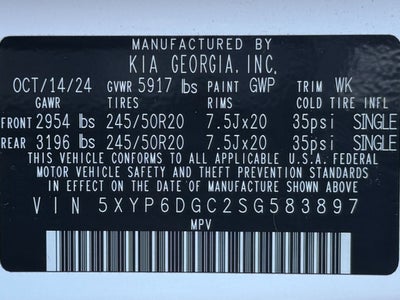 MANUFACTURED BY
KIA GEORGIA, INC.
OCT/14/24 GVWR 5917 lbs PAINT GWP TRIM WK
GAWR TIRES RIMS COLD TIRE INFL
FRONT 2954 lbs 245/50R20 7.5Jx20 35psi SINGLE
REAR 3196 lbs 245/50R20 7.5Jx20 35psi SINGLE
THIS VEHICLE CONFORMS TO ALL APPLICABLE U.S.A. FEDERAL
MOTOR VEHICLE SAFETY AND THEFT PREVENTION STANDARDS
IN EFFECT ON THE DATE OF MANUFACTURE SHOWN ABOVE
VIN 5XYP6DGC2SG583897
MPV